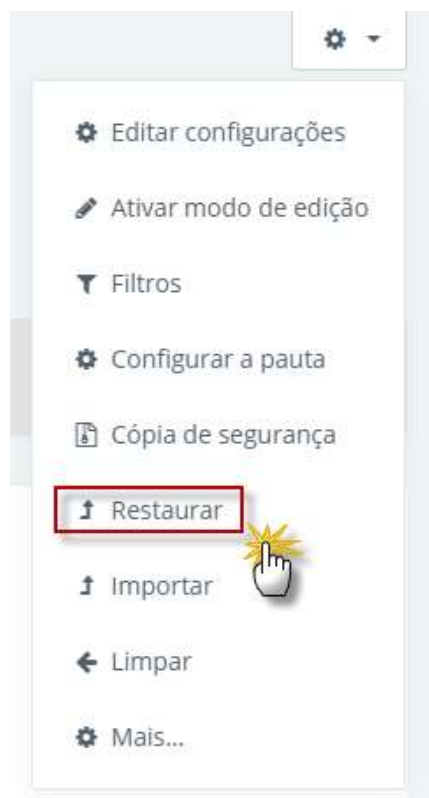 Editar configurações
Ativar modo de edição
Filtros
Configurar a pauta
Cópia de segurança
Restaurar
Importar
Limpar
Mais...